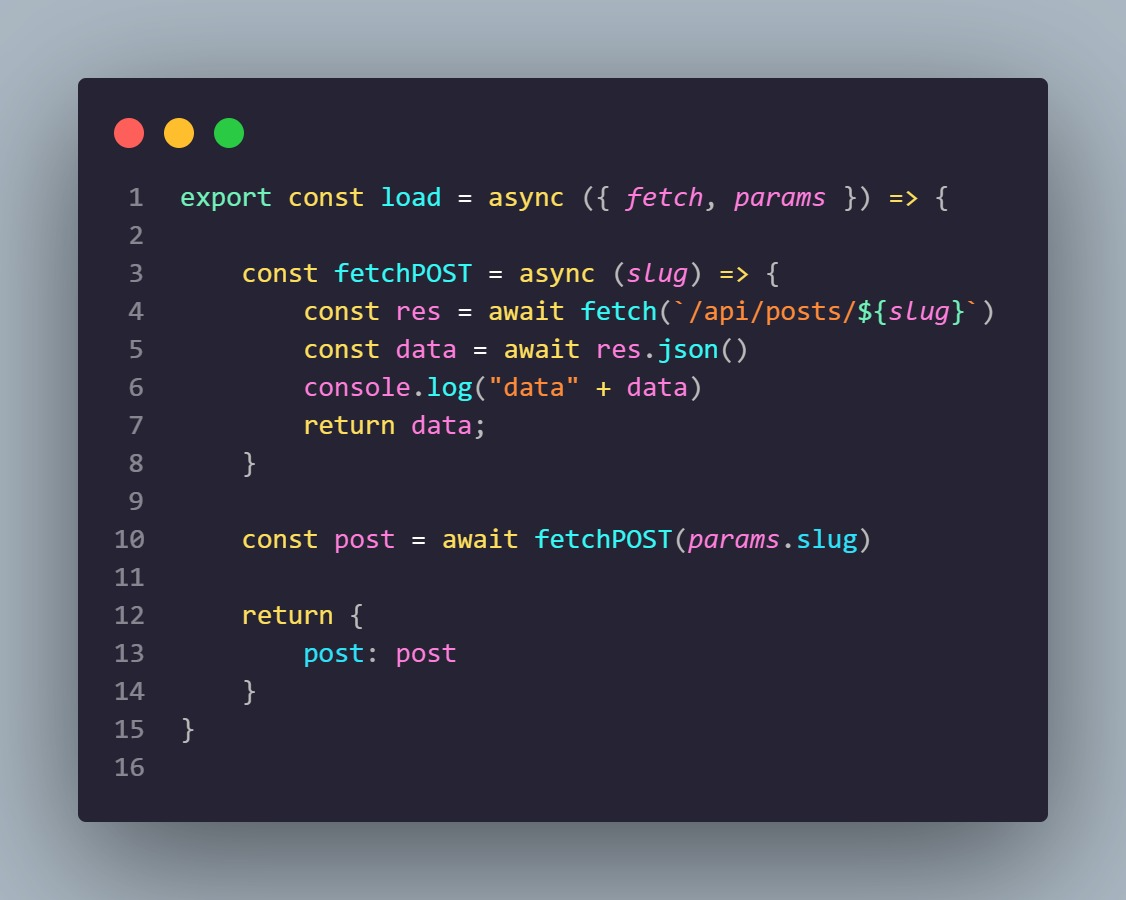 1 export const load = async ({ fetch, params }) => {
2
3     const fetchPOST = async (slug) => {
4         const res = await fetch(`/api/posts/${slug}`)
5         const data = await res.json()
6         console.log("data" + data)
7         return data;
8     }
9
10     const post = await fetchPOST(params.slug)
11
12     return {
13         post: post
14     }
15 }
16